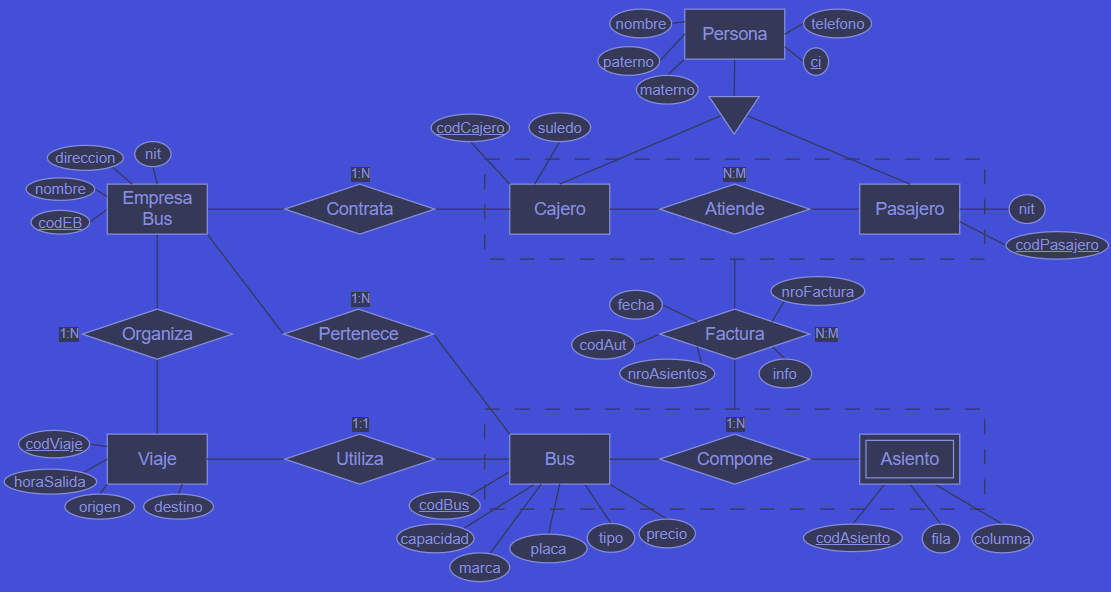 nombre
Persona
telefono
paterno
ci
materno
codCajero
suledo
direccion
nit
nombre
Empresa
Bus
codEB
1:N
Contrata
Cajero
N:M
Atiende
Pasajero
nit
codPasajero
1:N
Organiza
1:N
Pertenece
fecha
nroFactura
codAut
Factura
N:M
nroAsientos
info
codViaje
Viaje
horaSalida
origen
destino
1:1
Utiliza
Bus
1:N
Compone
Asiento
codBus
capacidad
marca
placa
tipo
precio
codAsiento
fila
columna